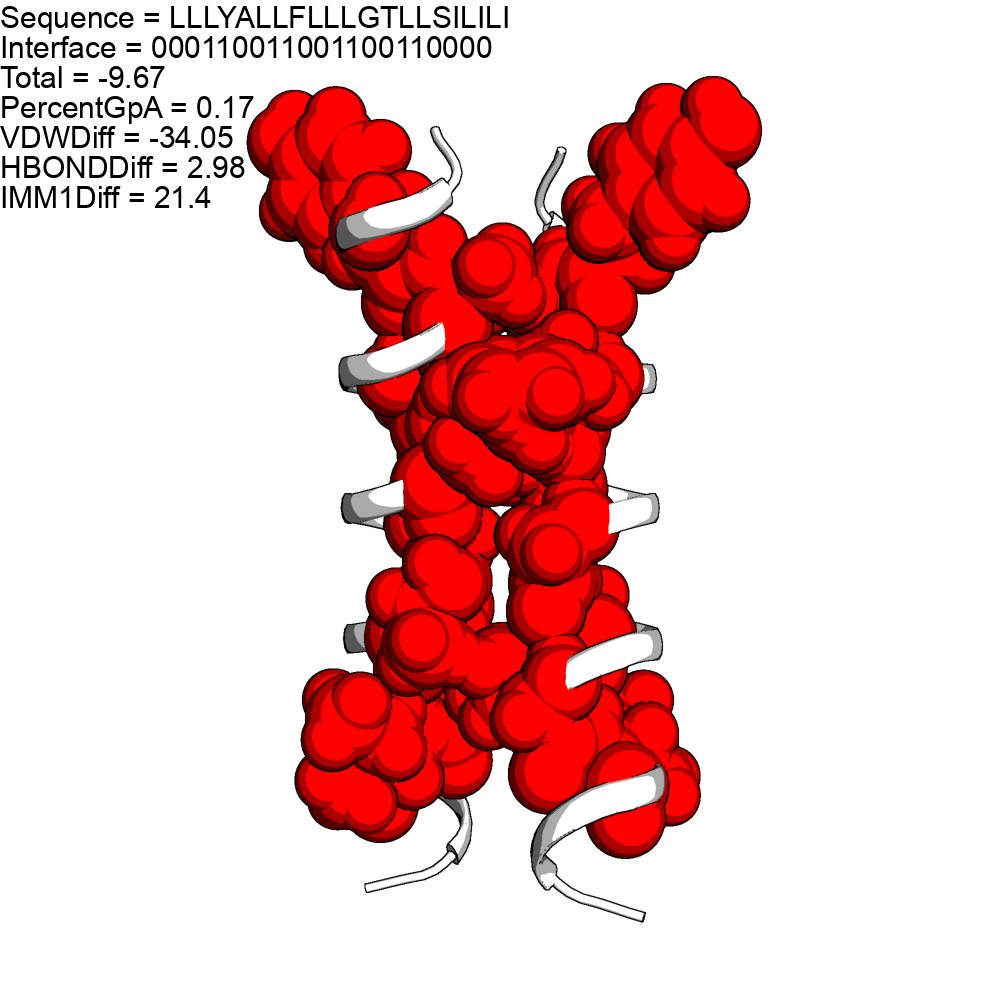 Sequence = LLLYALLFLLLGTLLSILILI
Interface = 000110011001100110000
Total = -9.67
PercentGpA = 0.17
VDWDiff = -34.05
HBONDDiff = 2.98
IMM1Diff = 21.4